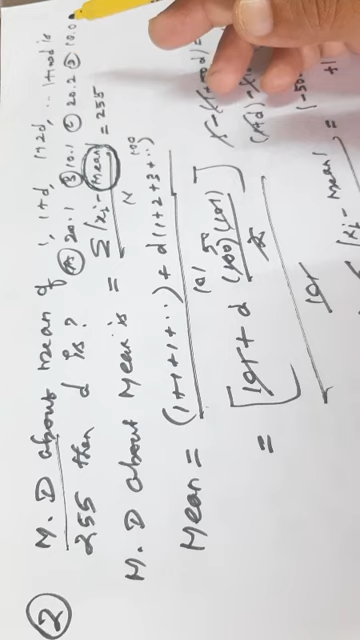 ② M. D about mean of 1, 1+d, 1+2d, .. 1+100d is
255 then d is? Ⓐ 20.1 Ⓑ 10.1 Ⓒ 20.2 Ⓓ 10.0
M. D about Mean is = Σ|xi - mean| / N = 255
Mean = (1+1+1+..) + d(1+2+3+..100) / 101
= [101 + d (100)(101) / 2]
101
|xi - mean| =